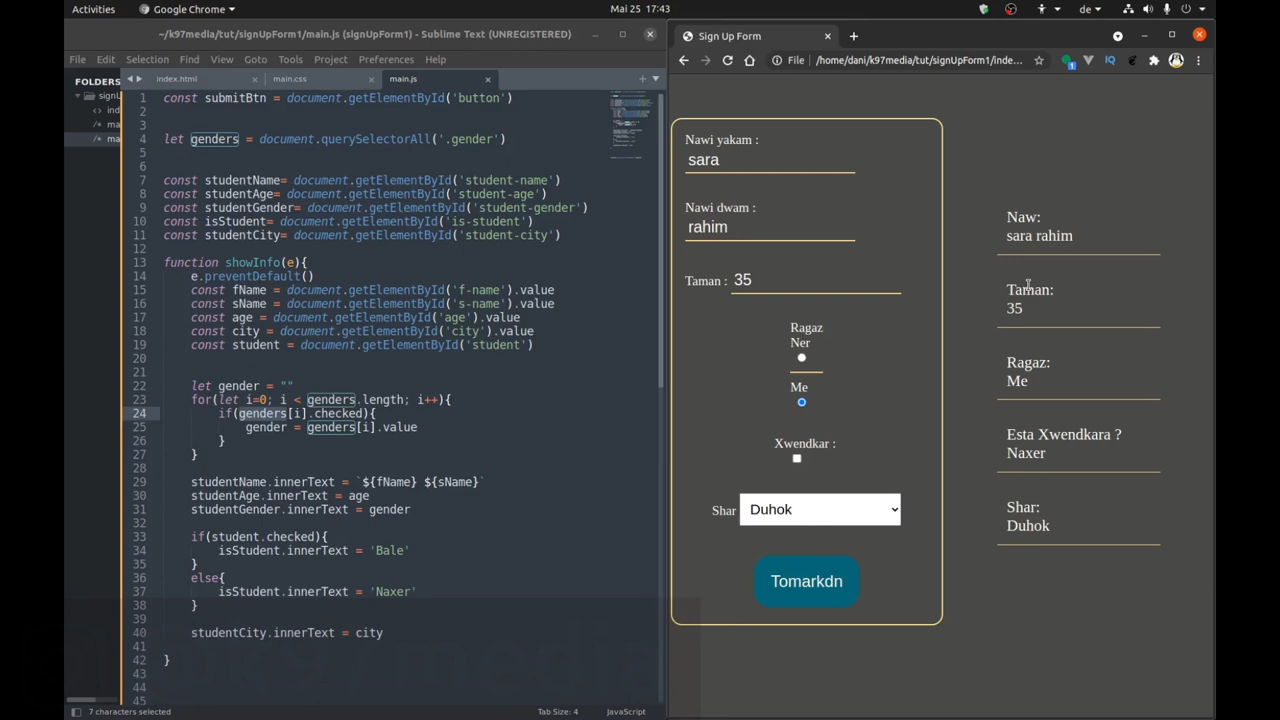 Activities
Google Chrome
Mai 25 17:43
de
~/k97media/tut/signUpForm1/main.js (signUpForm1) - Sublime Text (UNREGISTERED)
File Edit Selection Find View Goto Tools Project Preferences Help
FOLDERS
signU
ind
ma
ma
index.html
main.css
main.js
1 const submitBtn = document.getElementById('button')
2
3
4 let genders = document.querySelectorAll('.gender')
5
6
7 const studentName= document.getElementById('student-name')
8 const studentAge= document.getElementById('student-age')
9 const studentGender= document.getElementById('student-gender')
10 const isStudent= document.getElementById('is-student')
11 const studentCity= document.getElementById('student-city')
12
13 function showInfo(e){
14 e.preventDefault()
15 const fName = document.getElementById('f-name').value
16 const sName = document.getElementById('s-name').value
17 const age = document.getElementById('age').value
18 const city = document.getElementById('city').value
19 const student = document.getElementById('student')
20
21
22 let gender = ""
23 for(let i=0; i < genders.length; i++){
24 if(genders[i].checked){
25 gender = genders[i].value
26 }
27 }
28
29 studentName.innerText = `${fName} ${sName}`
30 studentAge.innerText = age
31 studentGender.innerText = gender
32
33 if(student.checked){
34 isStudent.innerText = 'Bale'
35 }
36 else{
37 isStudent.innerText = 'Naxer'
38 }
39
40 studentCity.innerText = city
41
42 }
43
44
45
7 characters selected
Tab Size: 4
JavaScript
Sign Up Form
File
/home/dani/k97media/tut/signUpForm1/inde...
Nawi yakam :
sara
Nawi dwam :
rahim
Taman : 35
Ragaz
Ner
Me
Xwendkar :
Shar Duhok
Tomarkdn
Naw:
sara rahim
Taman:
35
Ragaz:
Me
Esta Xwendkara ?
Naxer
Shar:
Duhok